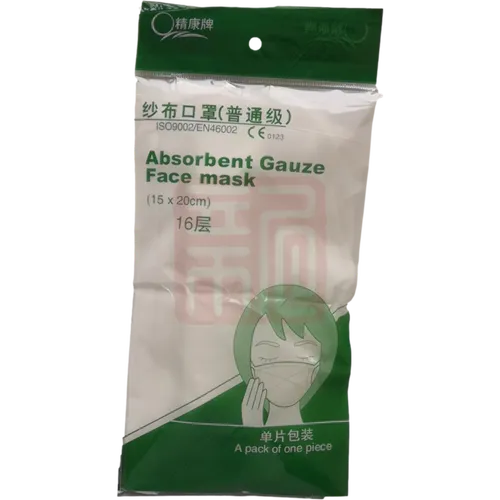 精康牌
纱布口罩(普通级)
ISO9002/EN46002 CE 0123
Absorbent Gauze
Face mask
(15 x 20cm)
16层
单片包装
A pack of one piece